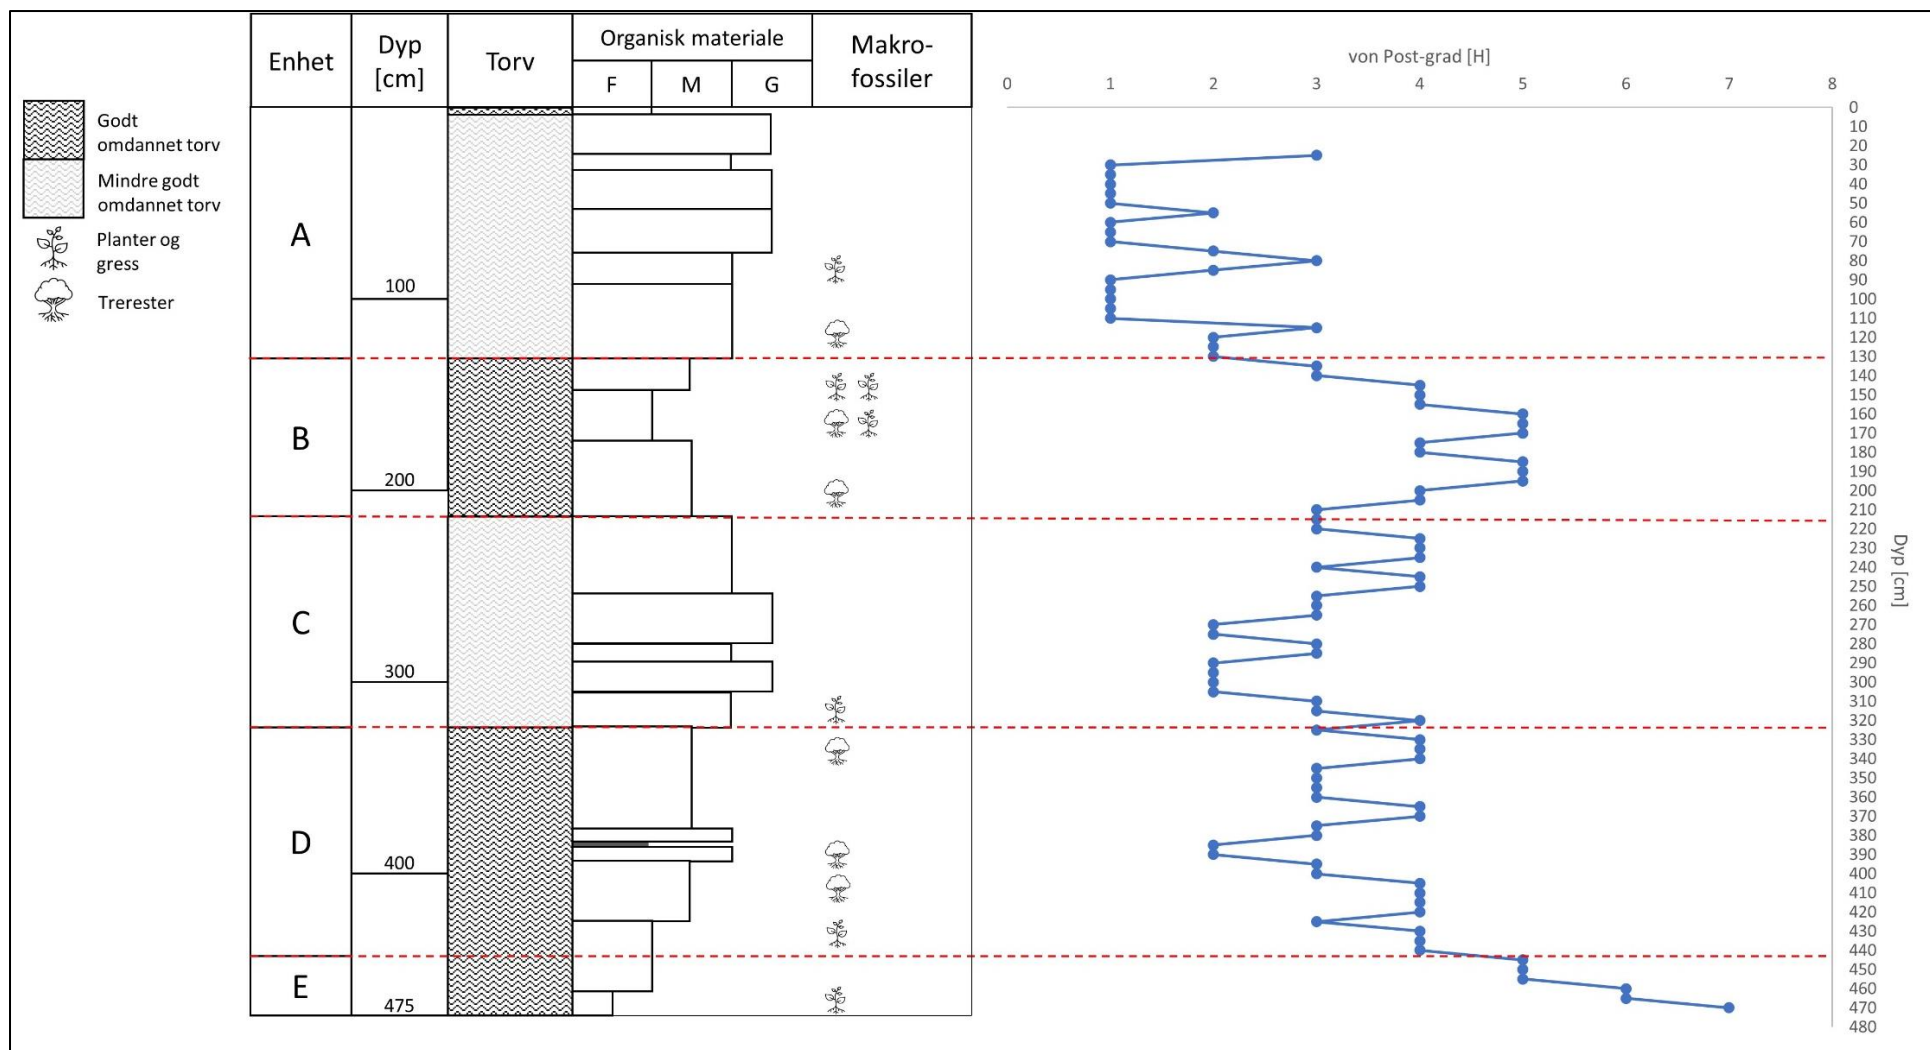 Godt
omdannet torv
Mindre godt
omdannet torv
Planter og
gress
Trerester
Enhet
Dyp
[cm]
Torv
Organisk materiale
F M G
Makro-
fossiler
A
100
B
200
C
300
D
400
E
475
von Post-grad [H]
0 1 2 3 4 5 6 7 8
0
10
20
30
40
50
60
70
80
90
100
110
120
130
140
150
160
170
180
190
200
210
220
230
240
250
260
270
280
290
300
310
320
330
340
350
360
370
380
390
400
410
420
430
440
450
460
470
480
Dyp [cm]